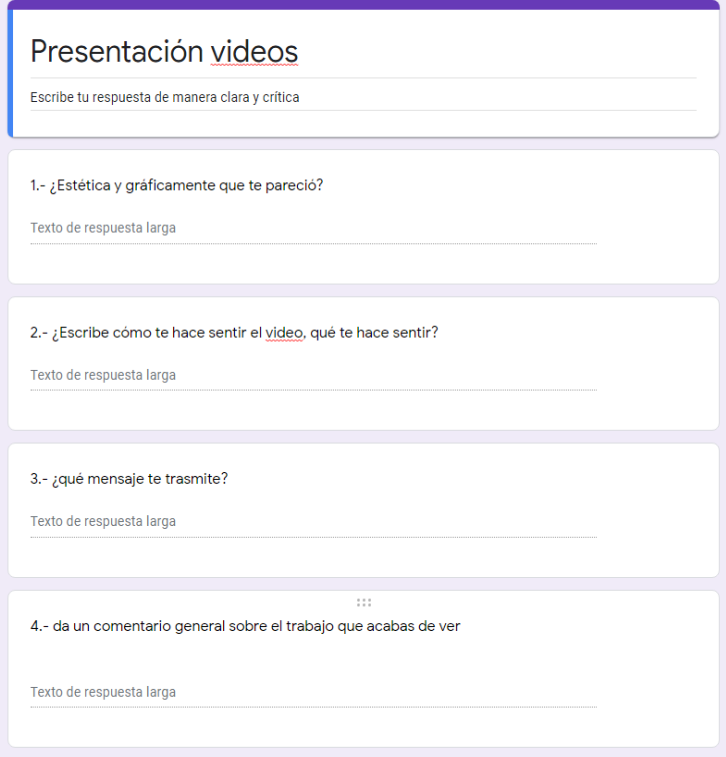 Presentación videos
Escribe tu respuesta de manera clara y crítica
1.- ¿Estética y gráficamente que te pareció?
Texto de respuesta larga
2.- ¿Escribe cómo te hace sentir el video, qué te hace sentir?
Texto de respuesta larga
3.- ¿qué mensaje te trasmite?
Texto de respuesta larga
4.- da un comentario general sobre el trabajo que acabas de ver
Texto de respuesta larga